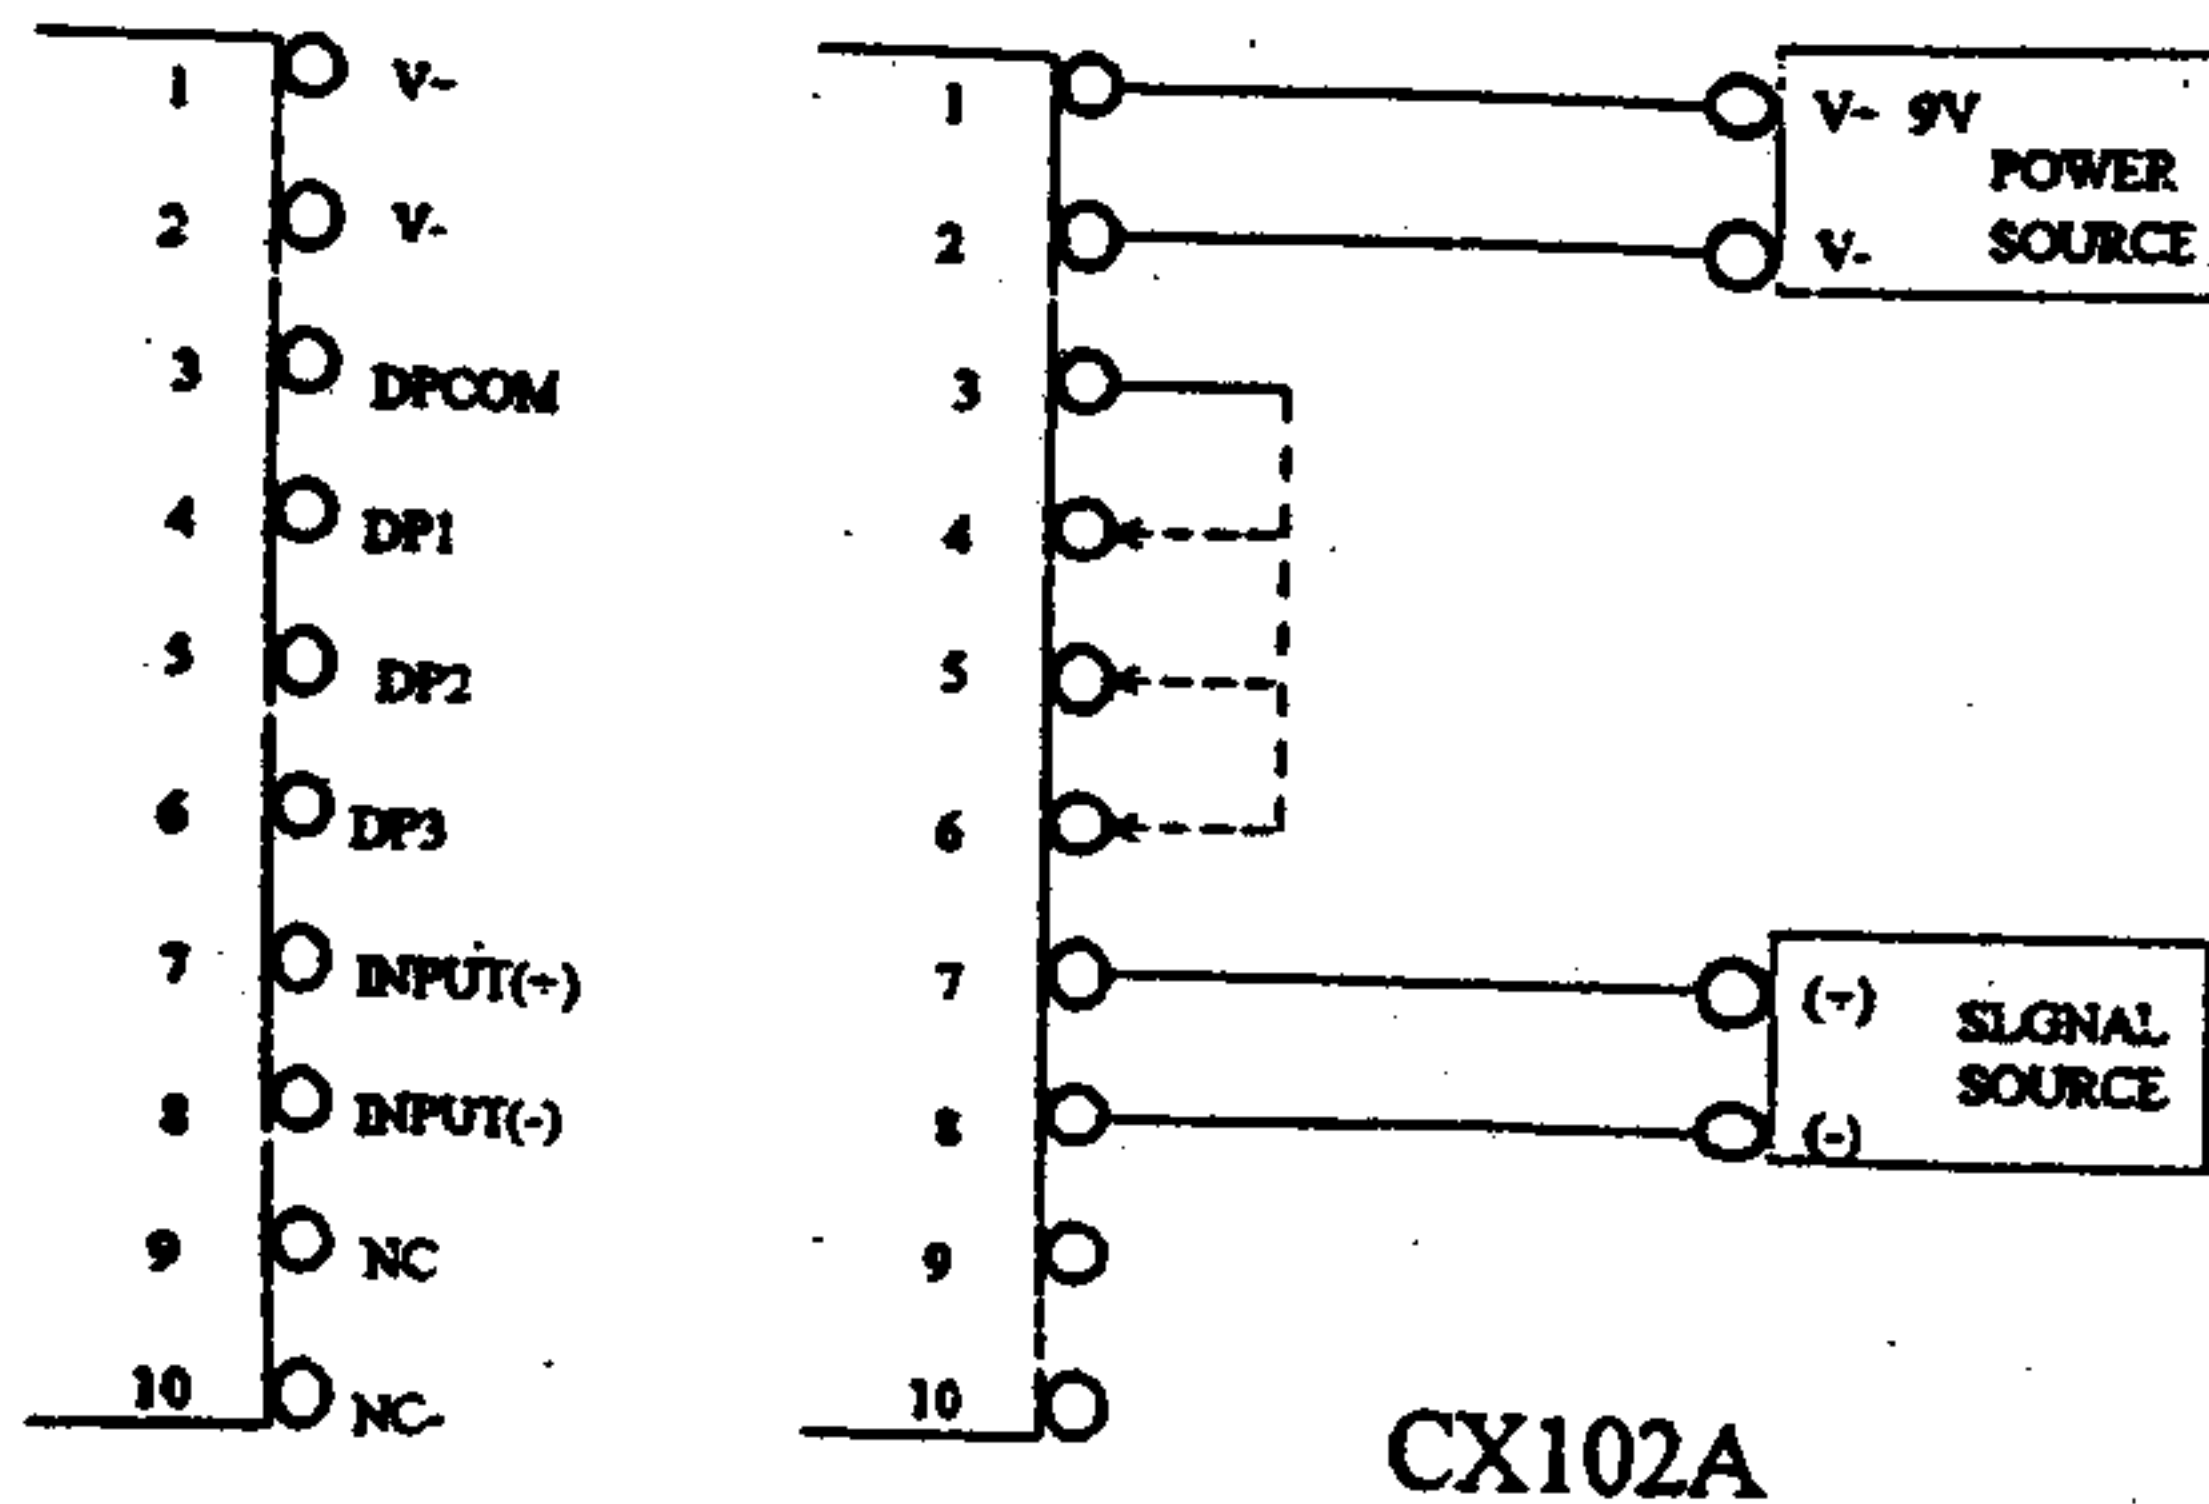 1 V-
2 V-
3 DPCOM
4 DP1
5 DP2
6 DP3
7 INPUT(+)
8 INPUT(-)
9 NC
10 NC-
1 V- 9V
POWER
2 V- SOURCE
3
4
5
6
7 (+) SLGNAL
SOURCE
8 (-)
9
10
CX102A